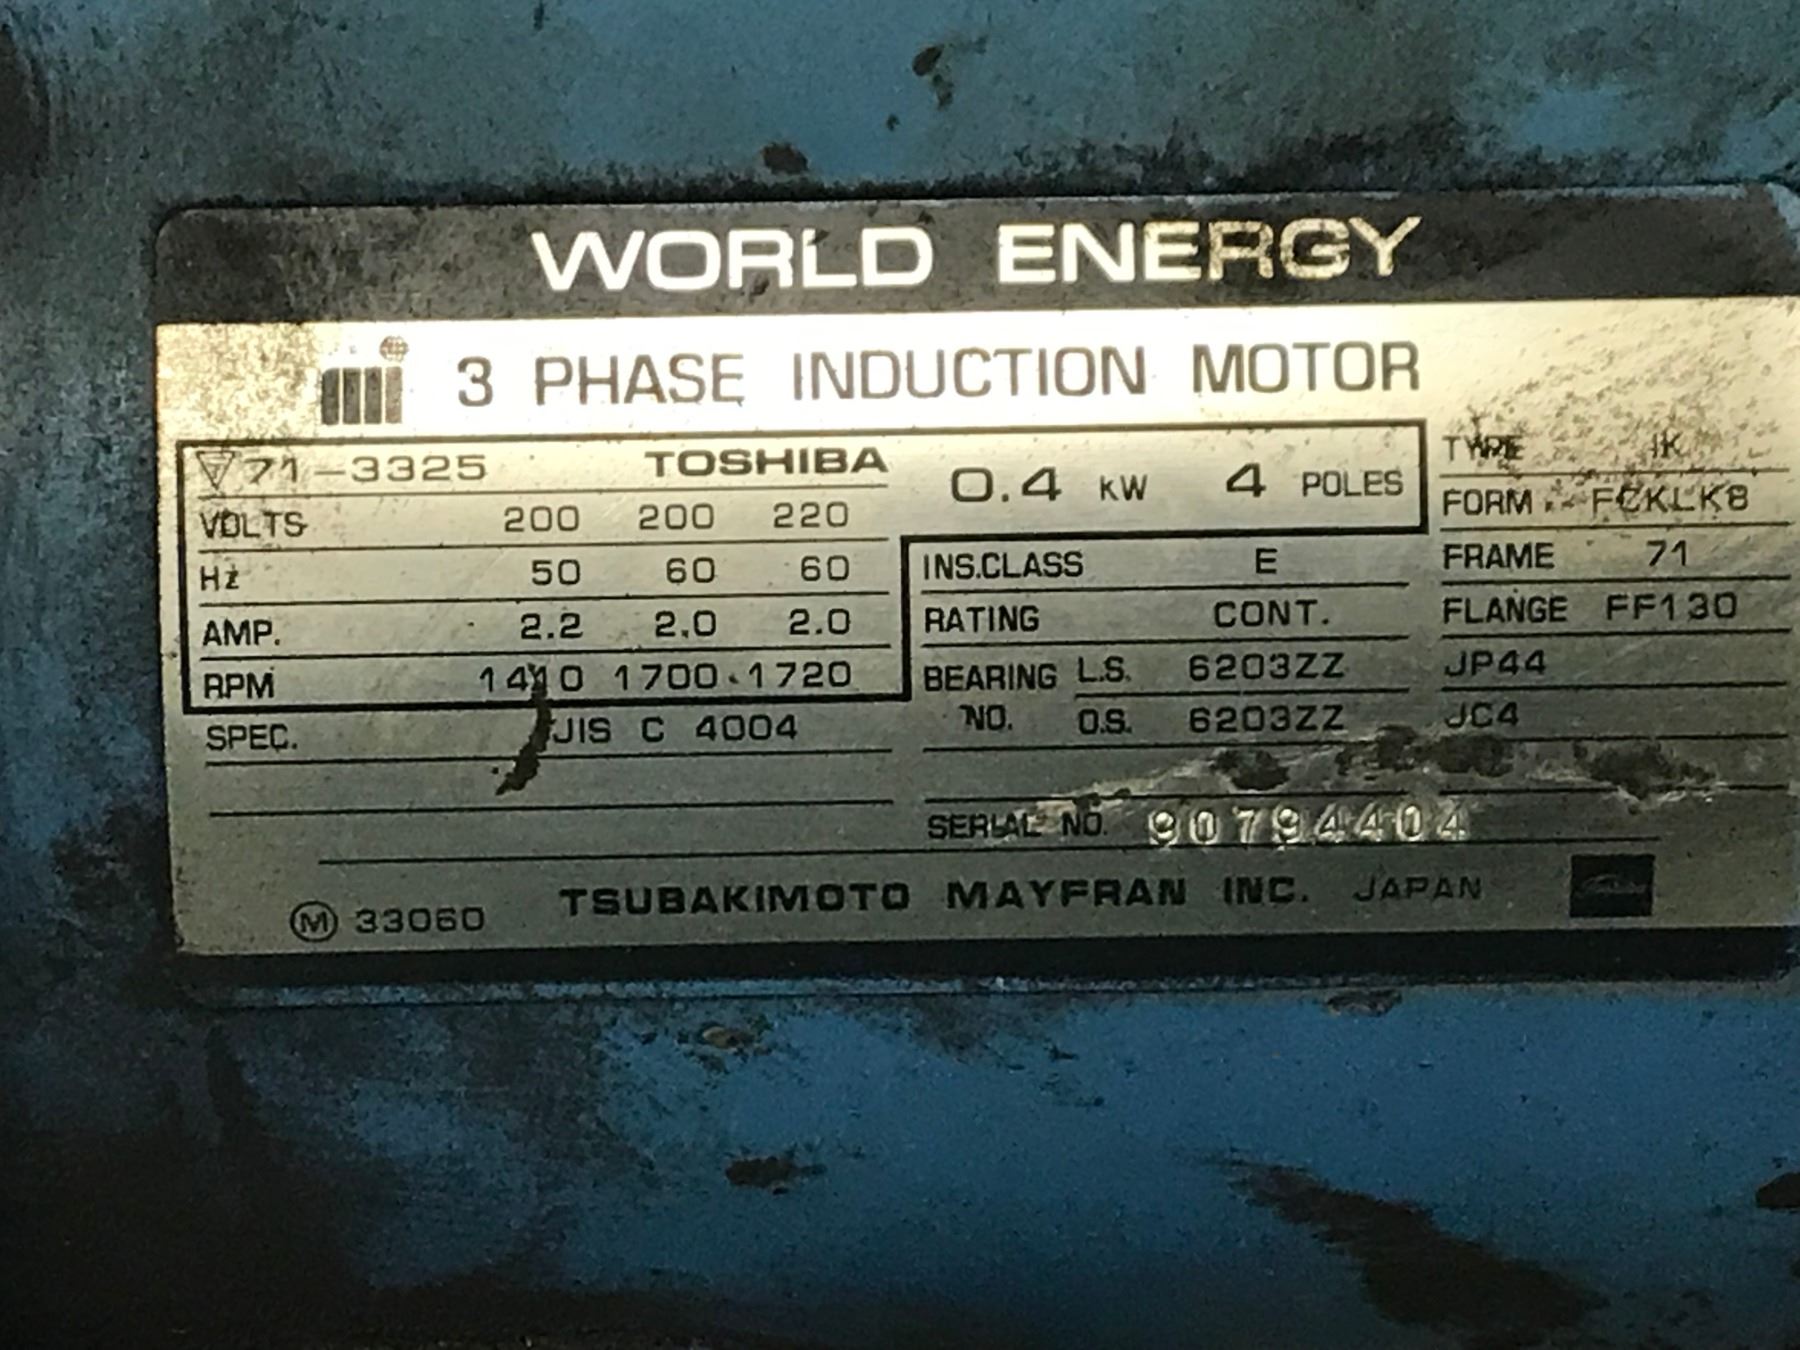 WORLD ENERGY
3 PHASE INDUCTION MOTOR
71-3325 TOSHIBA
0.4 KW 4 POLES
VOLTS 200 200 220
Hz 50 60 60
AMP. 2.2 2.0 2.0
RPM 1410 1700 1720
SPEC. JIS C 4004
INS.CLASS E
RATING CONT.
BEARING L.S. 6203ZZ
NO. O.S. 6203ZZ
SERIAL NO. 90794404
TYPE IK
FORM FCKLK8
FRAME 71
FLANGE FF130
JP44
JC4
M 33060 TSUBAKIMOTO MAYFRAN INC. JAPAN